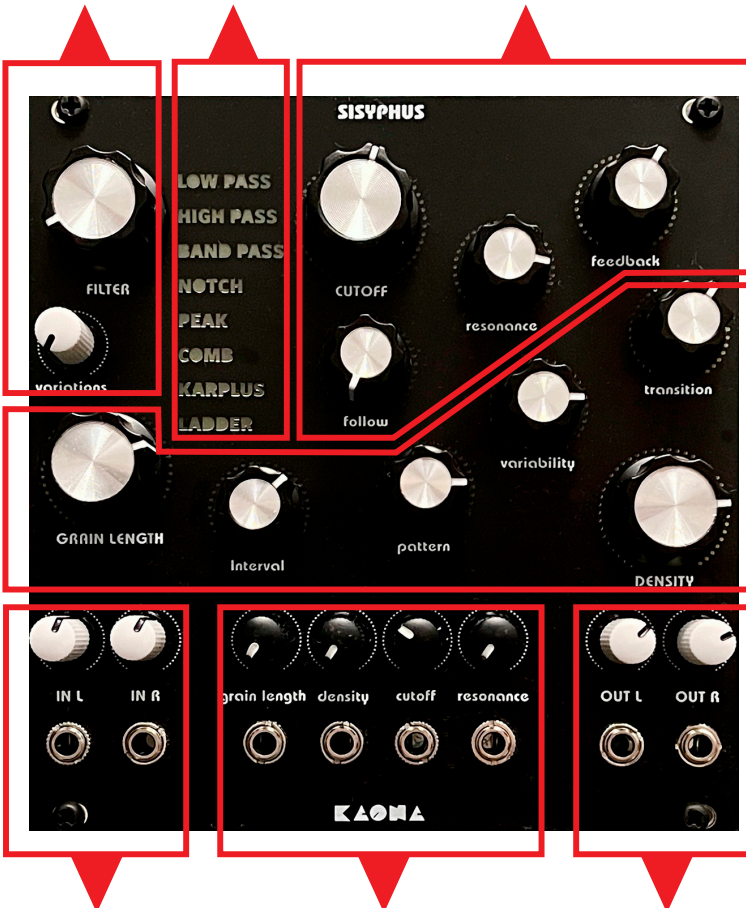 SISYPHUS
LOW PASS
HIGH PASS
BAND PASS
NOTCH
PEAK
COMB
KARPLUS
LADDER
FILTER
variations
CUTOFF
resonance
feedback
follow
transition
variability
GRAIN LENGTH
Interval
pattern
DENSITY
IN L IN R
grain length density cutoff resonance
OUT L OUT R
KAOMA